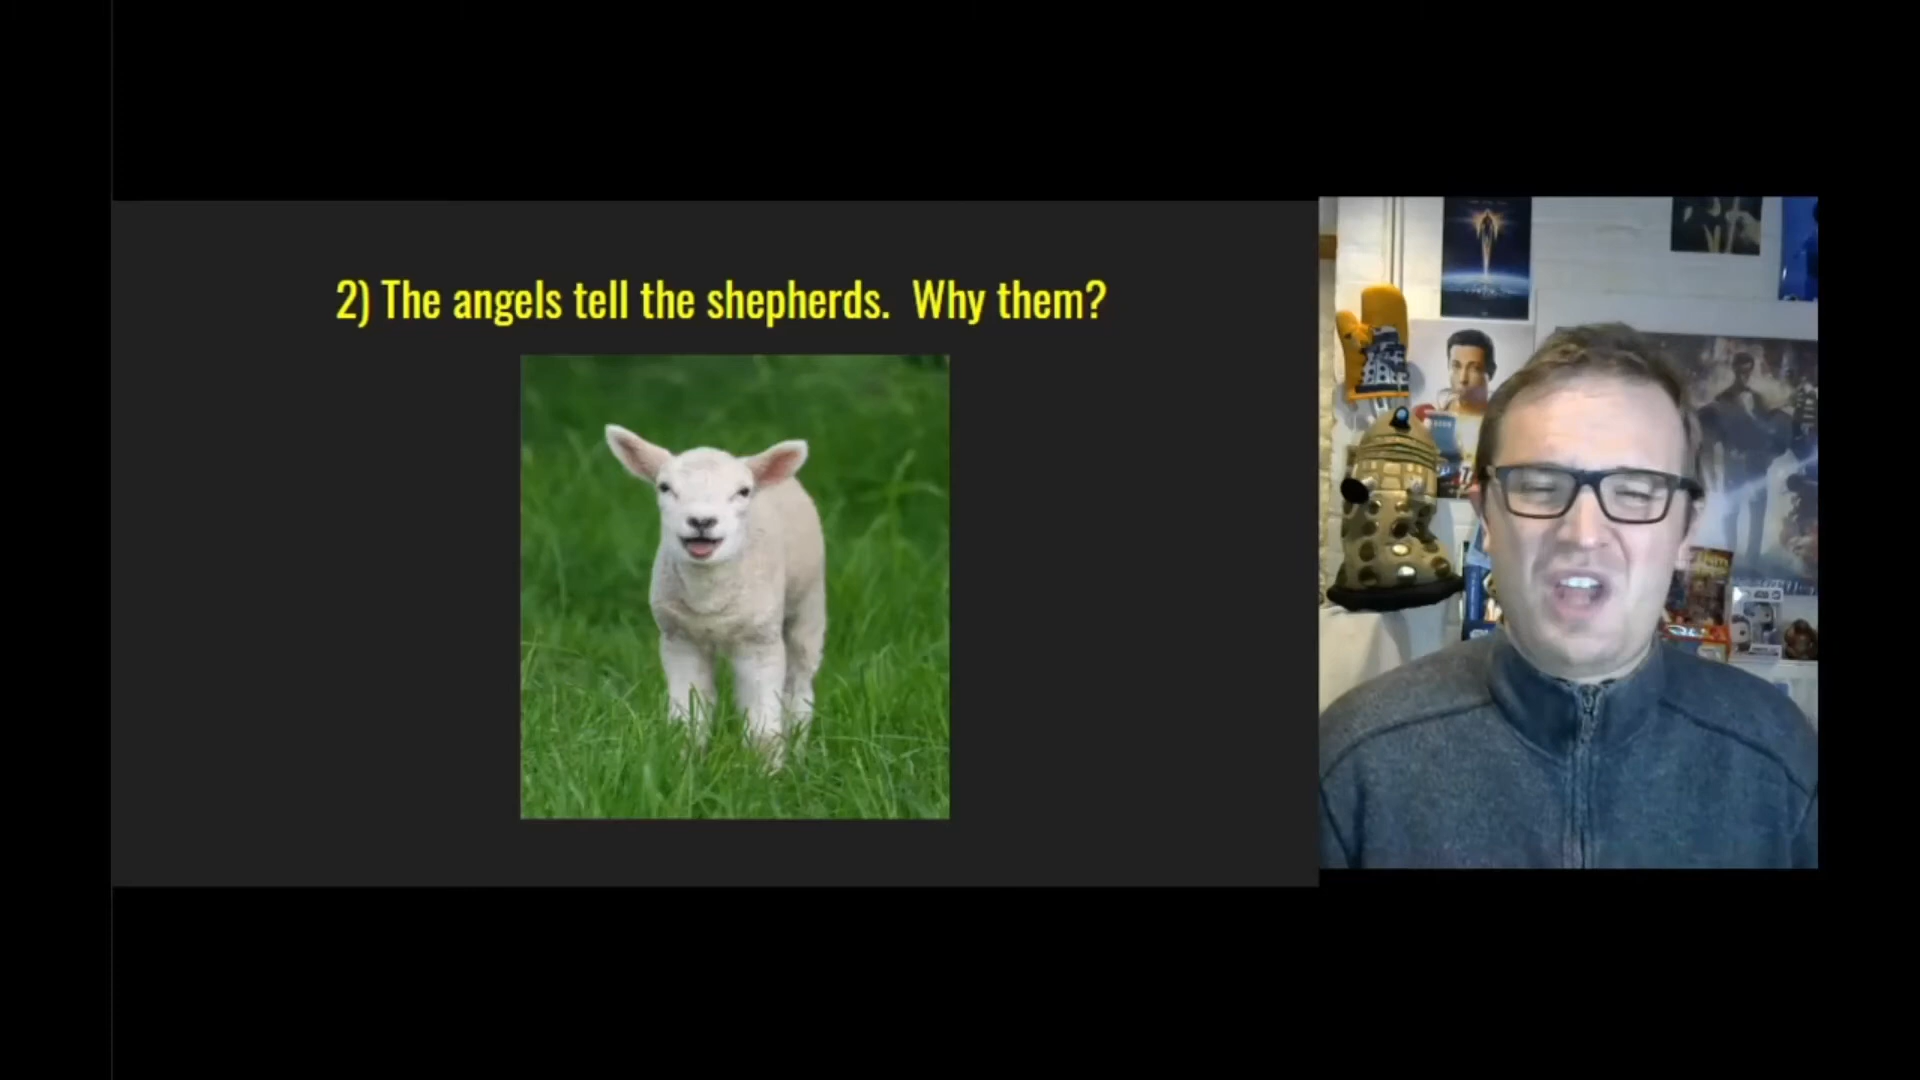 2) The angels tell the shepherds.  Why them?